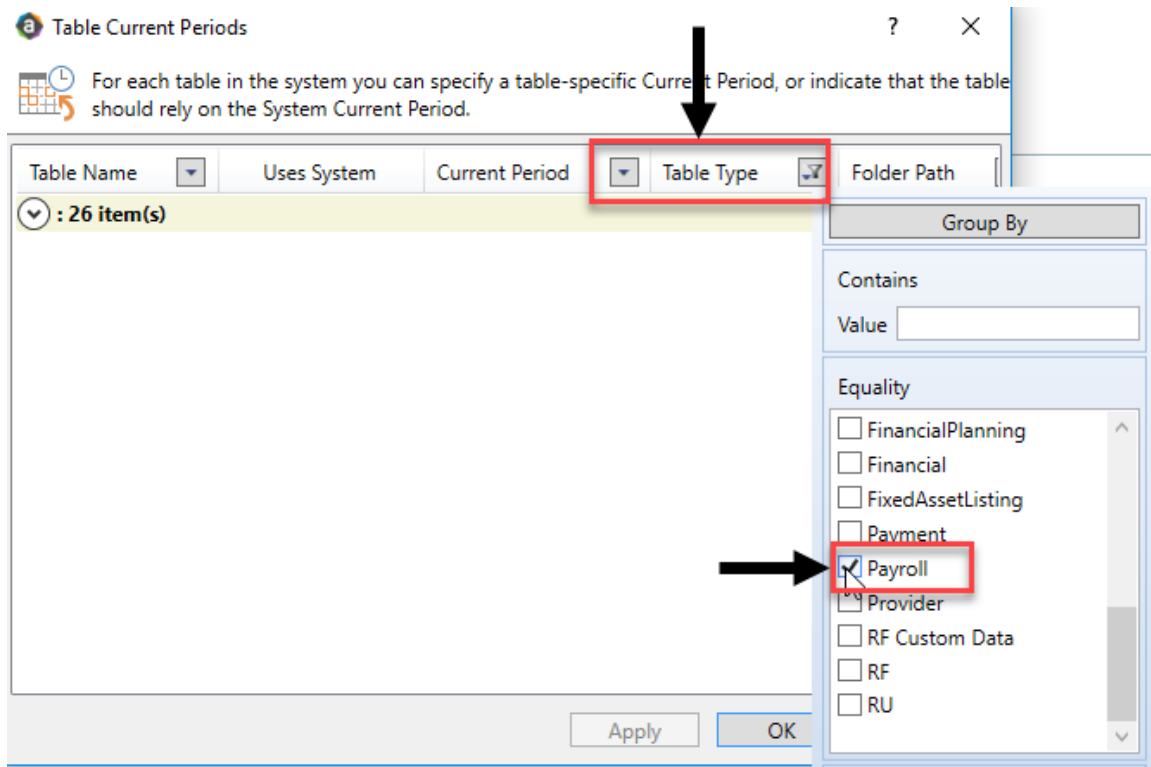 Table Current Periods
?
For each table in the system you can specify a table-specific Current Period, or indicate that the table
should rely on the System Current Period.
Table Name Uses System Current Period Table Type Folder Path
: 26 item(s)
Group By
Contains
Value
Equality
FinancialPlanning
Financial
FixedAssetListing
Payment
Payroll
Provider
RF Custom Data
RF
RU
Apply OK